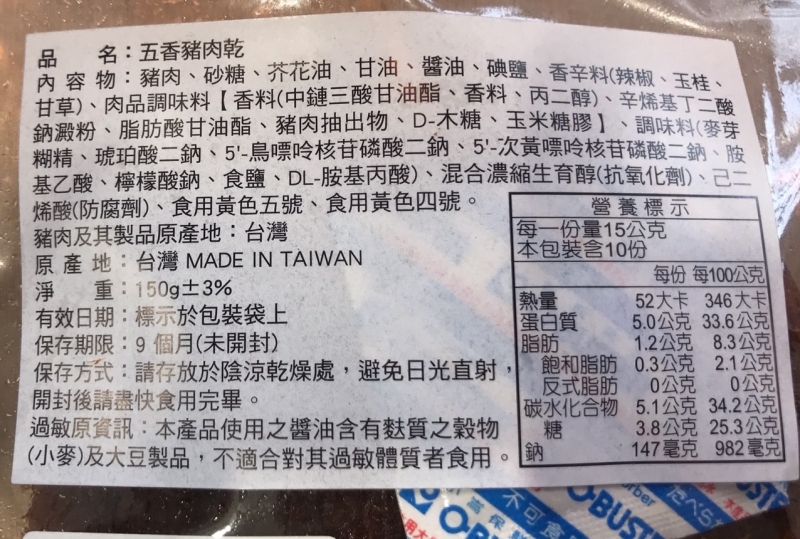 品 名：五香豬肉乾
內容物：豬肉、砂糖、芥花油、甘油、醬油、碘鹽、香辛料(辣椒、玉桂、
甘草)、肉品調味料【香料(中鏈三酸甘油酯、香料、丙二醇)、辛烯基丁二酸
鈉澱粉、脂肪酸甘油酯、豬肉抽出物、D-木糖、玉米糖膠】、調味料(麥芽
糊精、琥珀酸二鈉、5'-鳥嘌呤核苷磷酸二鈉、5'-次黃嘌呤核苷磷酸二鈉、胺
基乙酸、檸檬酸鈉、食鹽、DL-胺基丙酸)、混合濃縮生育醇(抗氧化劑)、己二
烯酸(防腐劑)、食用黃色五號、食用黃色四號。
豬肉及其製品原產地：台灣
原產地：台灣 MADE IN TAIWAN
淨 重：150g±3%
有效日期：標示於包裝袋上
保存期限：9 個月(未開封)
保存方式：請存放於陰涼乾燥處，避免日光直射，
開封後請盡快食用完畢。
過敏原資訊：本產品使用之醬油含有麩質之穀物
(小麥)及大豆製品，不適合對其過敏體質者食用。
營養標示
每一份量15公克
本包裝含10份
每份 每100公克
熱量 52大卡 346大卡
蛋白質 5.0公克 33.6公克
脂肪 1.2公克 8.3公克
飽和脂肪 0.3公克 2.1公克
反式脂肪 0公克 0公克
碳水化合物 5.1公克 34.2公克
糖 3.8公克 25.3公克
鈉 147毫克 982毫克
不可食
O-BUST
高保
用大
たべら